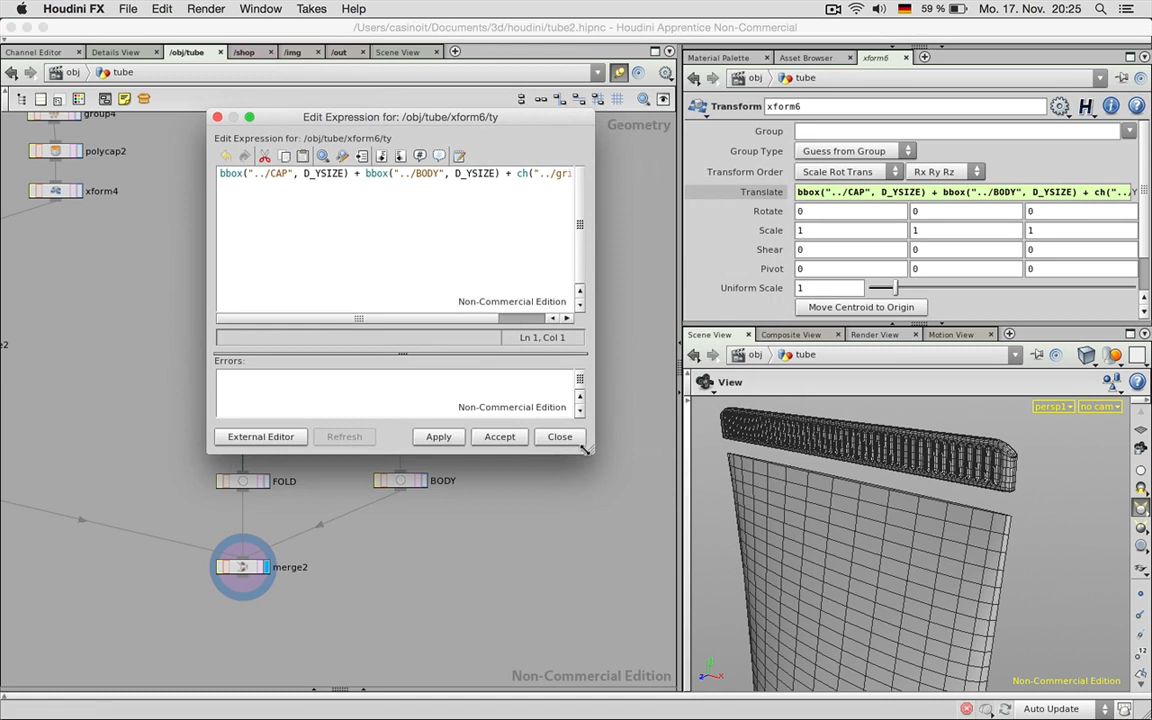 Houdini FX File Edit Render Window Takes Help 59 % Mo. 17. Nov. 20:25
/Users/casinoit/Documents/3d/houdini/tube2.hipnc - Houdini Apprentice Non-Commercial
Channel Editor Details View /obj/tube /shop /img /out Scene View
obj tube
group4
polycap2
xform4
Geometry
Edit Expression for: /obj/tube/xform6/ty
Edit Expression for: /obj/tube/xform6/ty
bbox("../CAP", D_YSIZE) + bbox("../BODY", D_YSIZE) + ch("../gri
Non-Commercial Edition
Ln 1, Col 1
Errors:
Non-Commercial Edition
External Editor Refresh Apply Accept Close
FOLD
BODY
merge2
Non-Commercial Edition
Material Palette Asset Browser xform6
obj tube
Transform xform6
Group
Group Type Guess from Group
Transform Order Scale Rot Trans Rx Ry Rz
Translate bbox("../CAP", D_YSIZE) + bbox("../BODY", D_YSIZE) + ch("../
Rotate 0 0 0
Scale 1 1 1
Shear 0 0 0
Pivot 0 0 0
Uniform Scale 1
Move Centroid to Origin
Scene View Composite View Render View Motion View
obj tube
View
persp1 no cam
Non-Commercial Edition
Auto Update